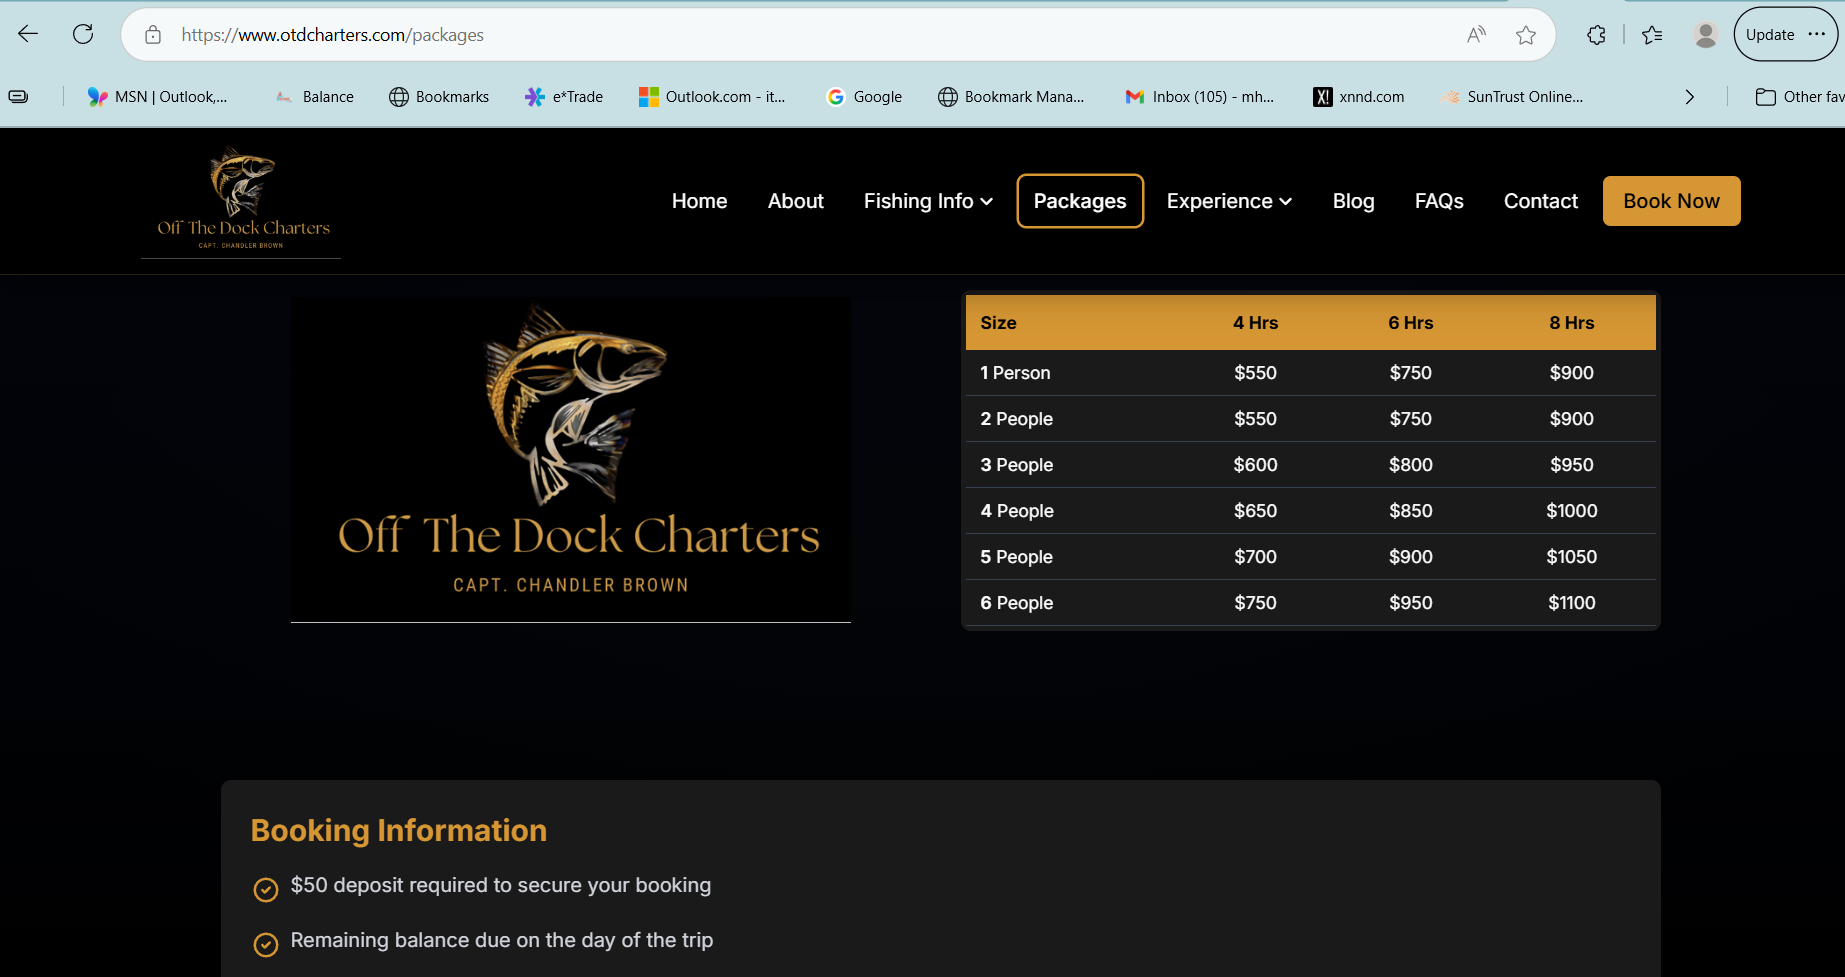 https://www.otdcharters.com/packages
Update
MSN | Outlook,...
Balance
Bookmarks
e*Trade
Outlook.com - it...
Google
Bookmark Mana...
Inbox (105) - mh...
X! xnnd.com
SunTrust Online...
Other fav
Off The Dock Charters
CAPT. CHANDLER BROWN
Home About Fishing Info Packages Experience Blog FAQs Contact Book Now
Off The Dock Charters
CAPT. CHANDLER BROWN
Size 4 Hrs 6 Hrs 8 Hrs
1 Person $550 $750 $900
2 People $550 $750 $900
3 People $600 $800 $950
4 People $650 $850 $1000
5 People $700 $900 $1050
6 People $750 $950 $1100
Booking Information
$50 deposit required to secure your booking
Remaining balance due on the day of the trip